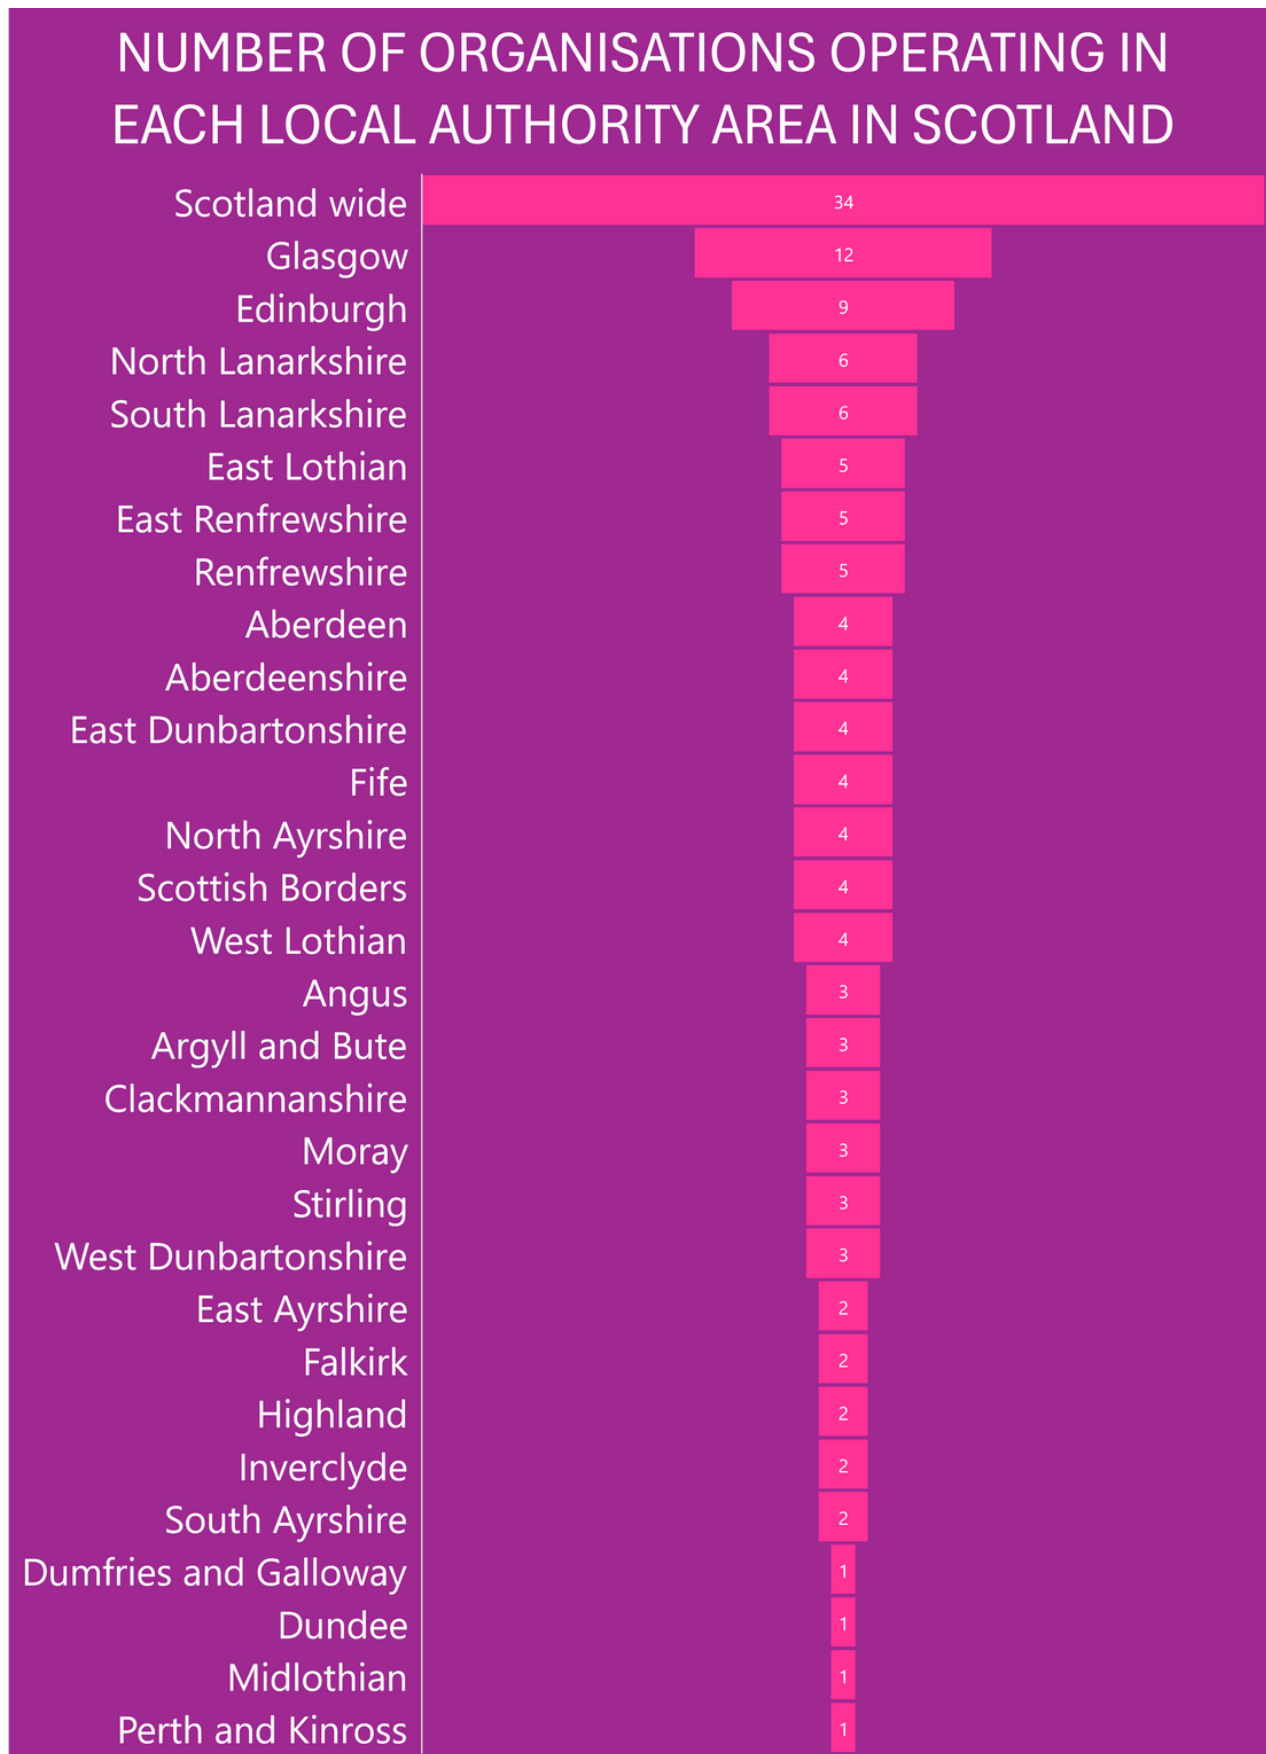 NUMBER OF ORGANISATIONS OPERATING IN
EACH LOCAL AUTHORITY AREA IN SCOTLAND
Scotland wide 34
Glasgow 12
Edinburgh 9
North Lanarkshire 6
South Lanarkshire 6
East Lothian 5
East Renfrewshire 5
Renfrewshire 5
Aberdeen 4
Aberdeenshire 4
East Dunbartonshire 4
Fife 4
North Ayrshire 4
Scottish Borders 4
West Lothian 4
Angus 3
Argyll and Bute 3
Clackmannanshire 3
Moray 3
Stirling 3
West Dunbartonshire 3
East Ayrshire 2
Falkirk 2
Highland 2
Inverclyde 2
South Ayrshire 2
Dumfries and Galloway 1
Dundee 1
Midlothian 1
Perth and Kinross 1